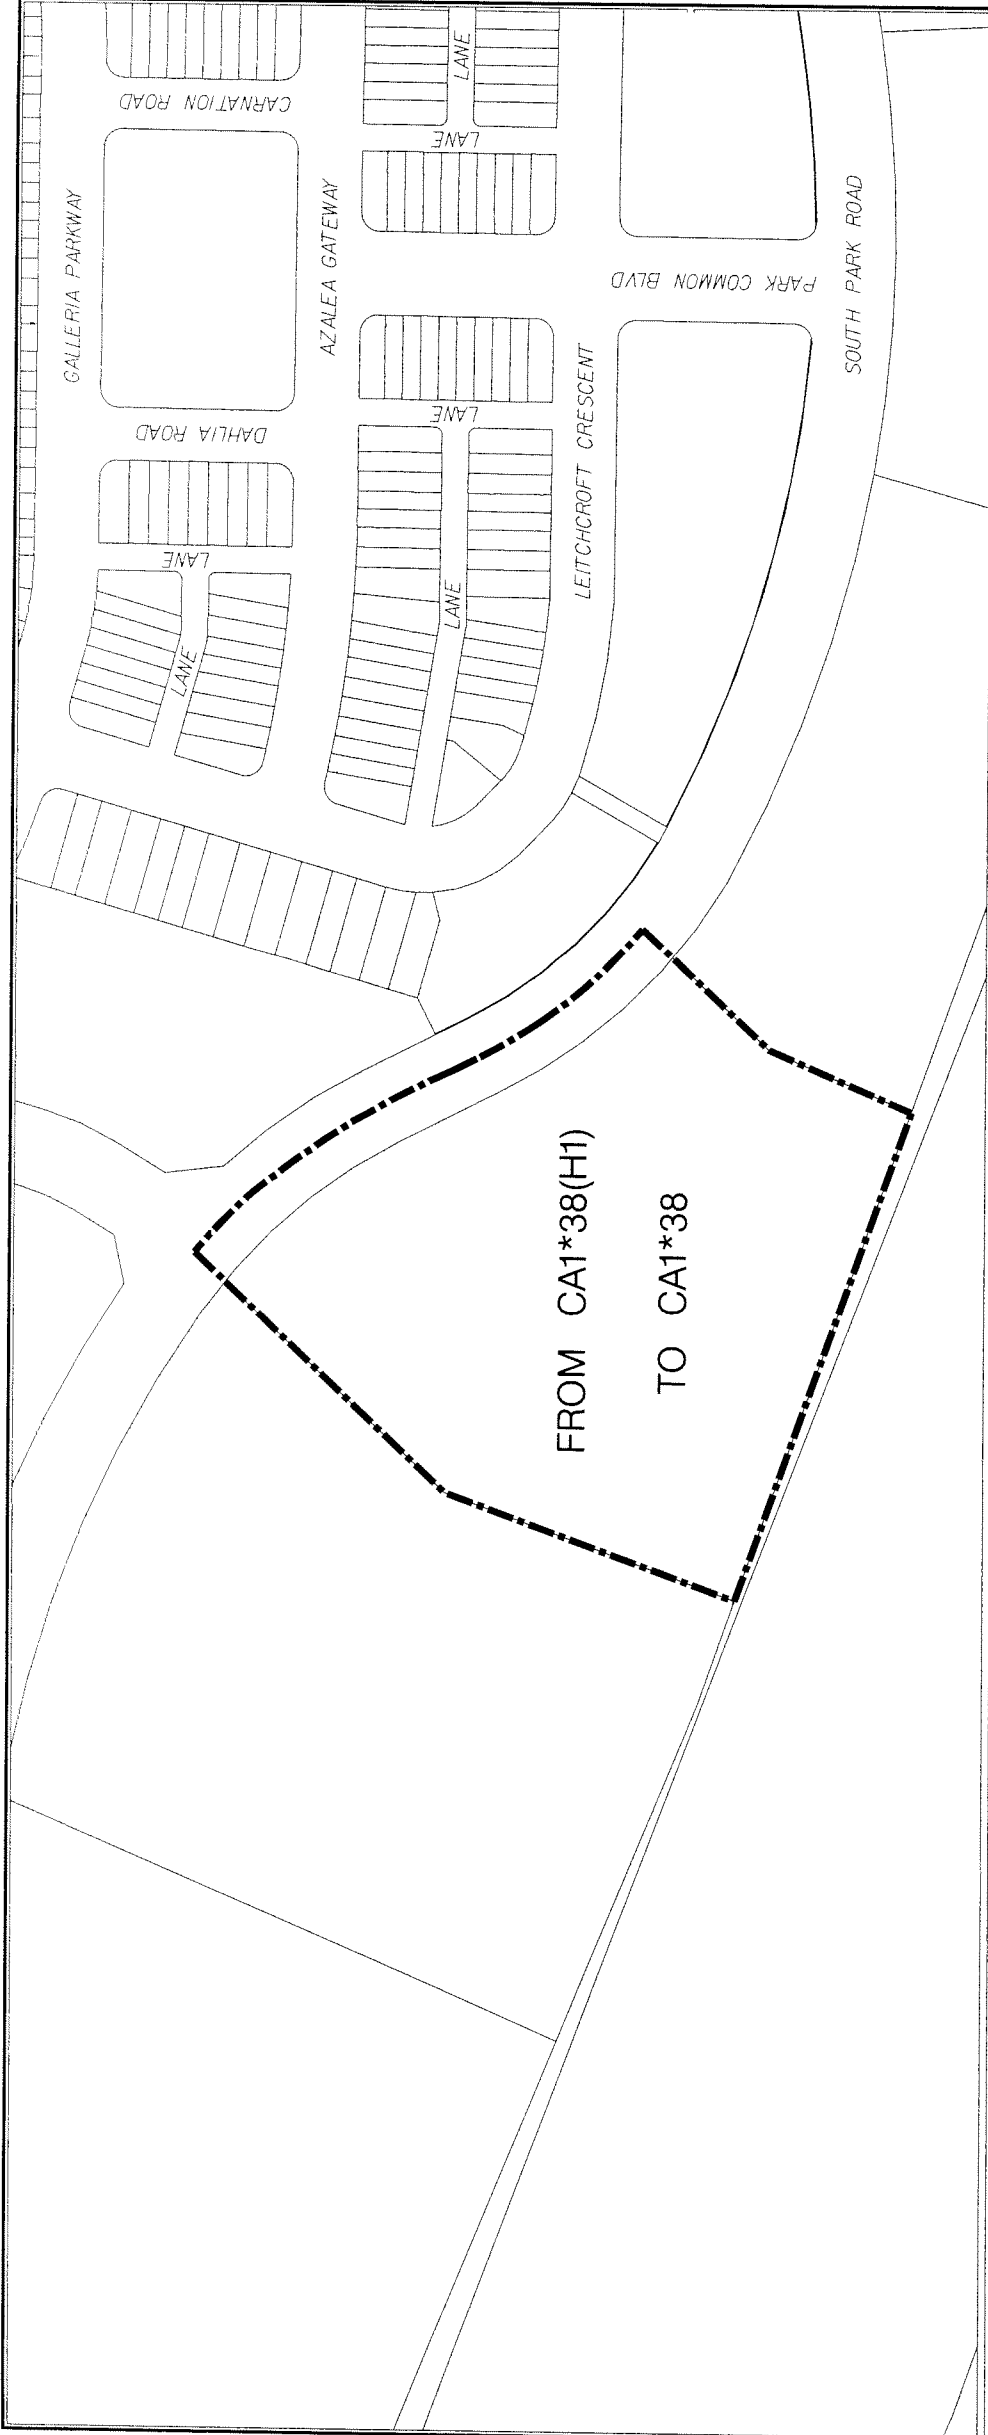 GALLERIA PARKWAY
CARNATION ROAD
DAHLIA ROAD
LANE
LANE
AZALEA GATEWAY
LANE
LANE
LANE
LANE
LEITCHCROFT CRESCENT
PARK COMMON BLVD
SOUTH PARK ROAD
FROM CA1*38(H1)
TO CA1*38